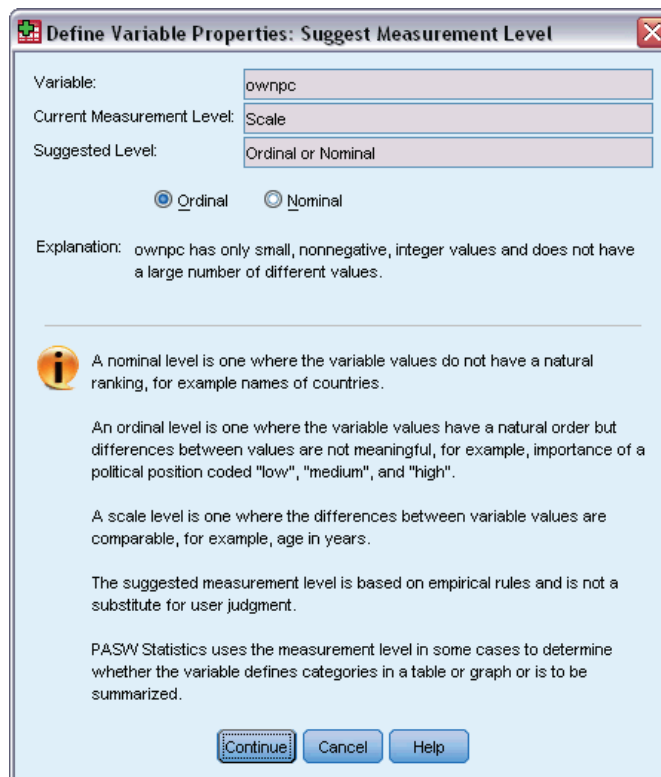 Define Variable Properties: Suggest Measurement Level
Variable: ownpc
Current Measurement Level: Scale
Suggested Level: Ordinal or Nominal
Ordinal Nominal
Explanation: ownpc has only small, nonnegative, integer values and does not have
a large number of different values.
A nominal level is one where the variable values do not have a natural
ranking, for example names of countries.
An ordinal level is one where the variable values have a natural order but
differences between values are not meaningful, for example, importance of a
political position coded "low", "medium", and "high".
A scale level is one where the differences between variable values are
comparable, for example, age in years.
The suggested measurement level is based on empirical rules and is not a
substitute for user judgment.
PASW Statistics uses the measurement level in some cases to determine
whether the variable defines categories in a table or graph or is to be
summarized.
Continue Cancel Help